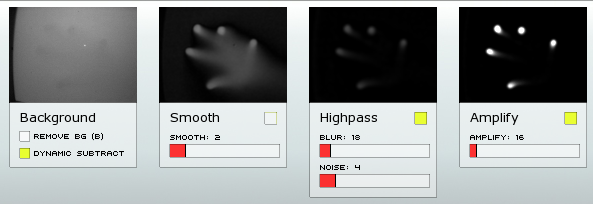 Background
REMOVE BG (B)
DYNAMIC SUBTRACT
Smooth
SMOOTH: 2
Highpass
BLUR: 18
NOISE: 4
Amplify
AMPLIFY: 16